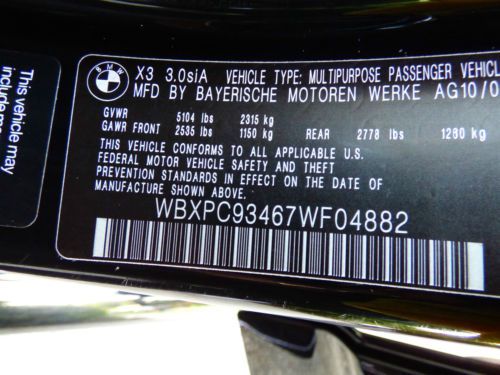 This vehicle may
include
BMW
X3 3.0siA VEHICLE TYPE: MULTIPURPOSE PASSENGER
MFD BY BAYERISCHE MOTOREN WERKE AG10/0
GVWR 5104 lbs 2315 kg
GAWR FRONT 2535 lbs 1150 kg REAR 2778 lbs 1260 kg
THIS VEHICLE CONFORMS TO ALL APPLICABLE U.S.
FEDERAL MOTOR VEHICLE SAFETY AND THEFT
PREVENTION STANDARDS IN EFFECT ON THE DATE
OF MANUFACTURE SHOWN ABOVE.
WBXPC93467WF04882